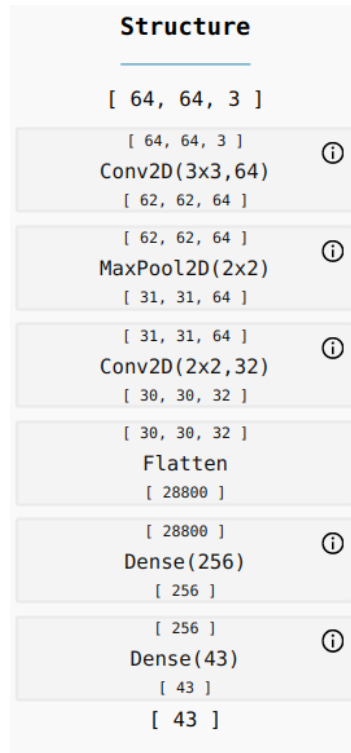 Structure
[ 64, 64, 3 ]
[ 64, 64, 3 ]
Conv2D(3x3,64)
[ 62, 62, 64 ]
[ 62, 62, 64 ]
MaxPool2D(2x2)
[ 31, 31, 64 ]
[ 31, 31, 64 ]
Conv2D(2x2,32)
[ 30, 30, 32 ]
[ 30, 30, 32 ]
Flatten
[ 28800 ]
[ 28800 ]
Dense(256)
[ 256 ]
[ 256 ]
Dense(43)
[ 43 ]
[ 43 ]